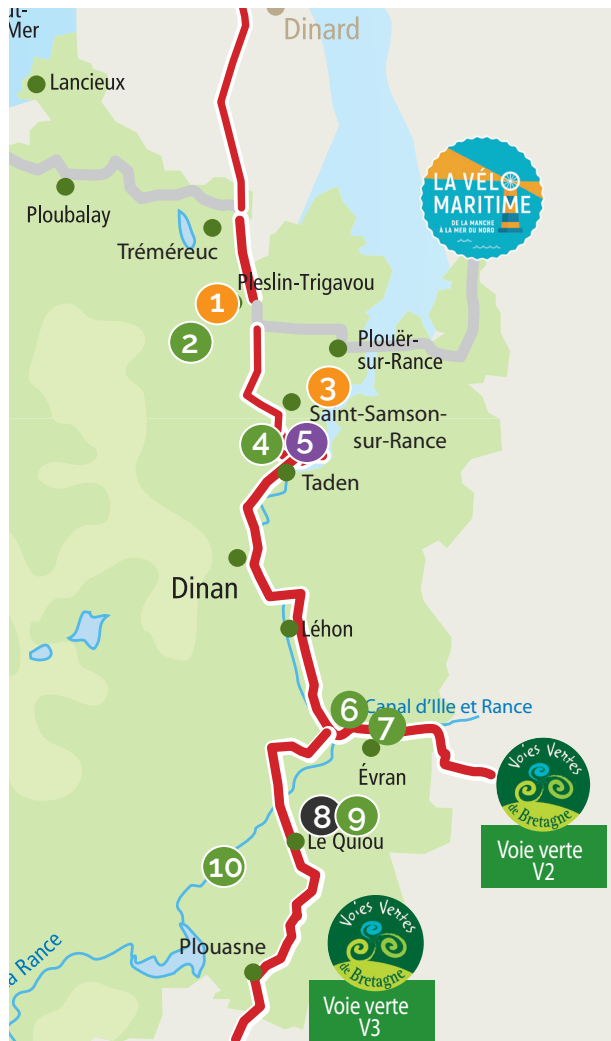 Mer
Dinard
Lancieux
LA VÉLO
MARITIME
DE LA MANCHE
À LA MER DU NORD
Ploubalay
Tréméreuc
Pleslin-Trigavou
1
2
Plouër-
sur-Rance
3
Saint-Samson-
sur-Rance
4
5
Taden
Dinan
Léhon
6
Canal d'Ille et Rance
7
Évran
Voies Vertes
de Bretagne
Voie verte
V2
8
9
Le Quiou
10
Plouasne
Rance
Voies Vertes
de Bretagne
Voie verte
V3